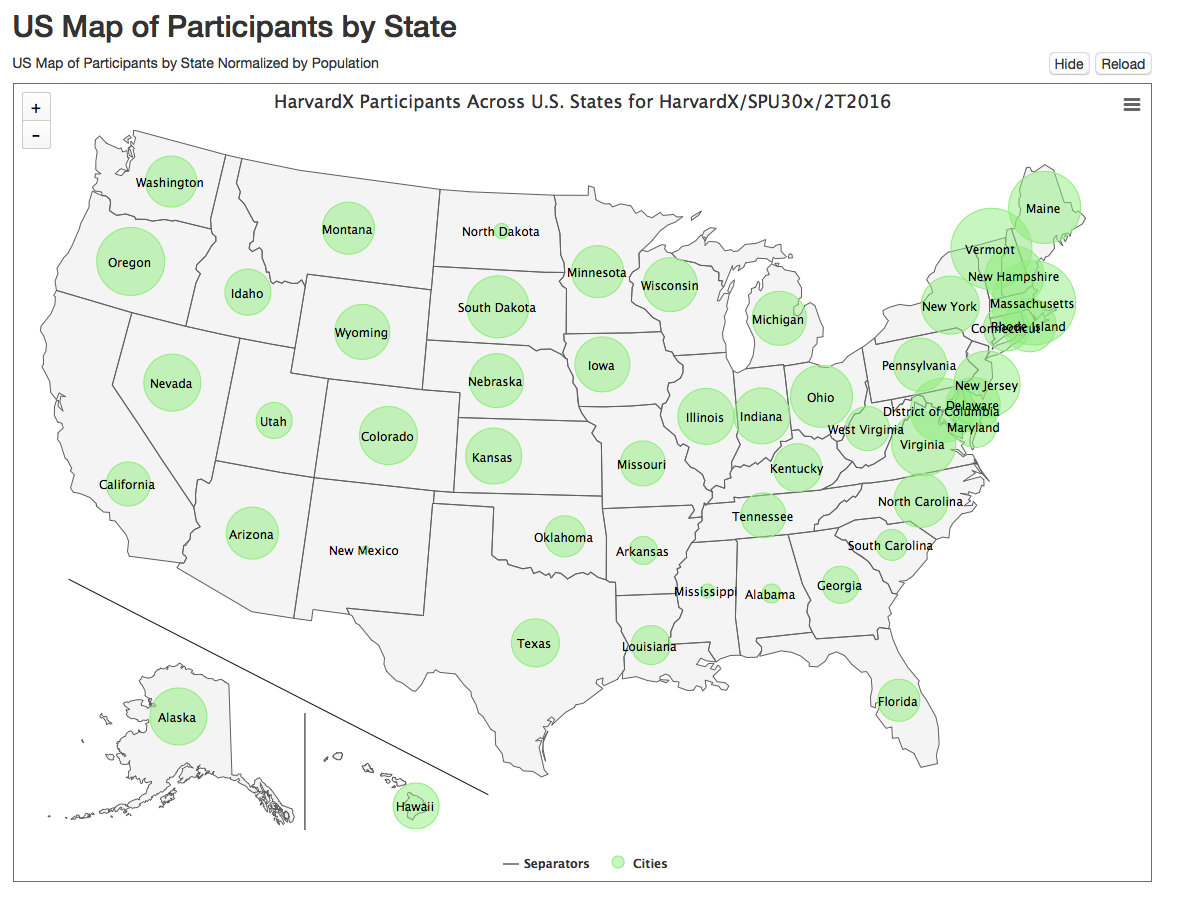 US Map of Participants by State
US Map of Participants by State Normalized by Population
Hide
Reload
+
-
HarvardX Participants Across U.S. States for HarvardX/SPU30x/2T2016
Washington
Maine
Montana
North Dakota
Vermont
Oregon
Minnesota
New Hampshire
Idaho
Wisconsin
South Dakota
New York
Massachusetts
Michigan
Wyoming
Connecticut
Rhode Island
Iowa
Pennsylvania
Nevada
Nebraska
New Jersey
Ohio
Delaware
District of Columbia
Utah
Illinois
Indiana
Maryland
West Virginia
Colorado
Virginia
Kansas
Missouri
Kentucky
California
North Carolina
Tennessee
Arizona
Oklahoma
South Carolina
New Mexico
Arkansas
Georgia
Mississippi
Alabama
Texas
Louisiana
Florida
Alaska
Hawaii
Separators
Cities